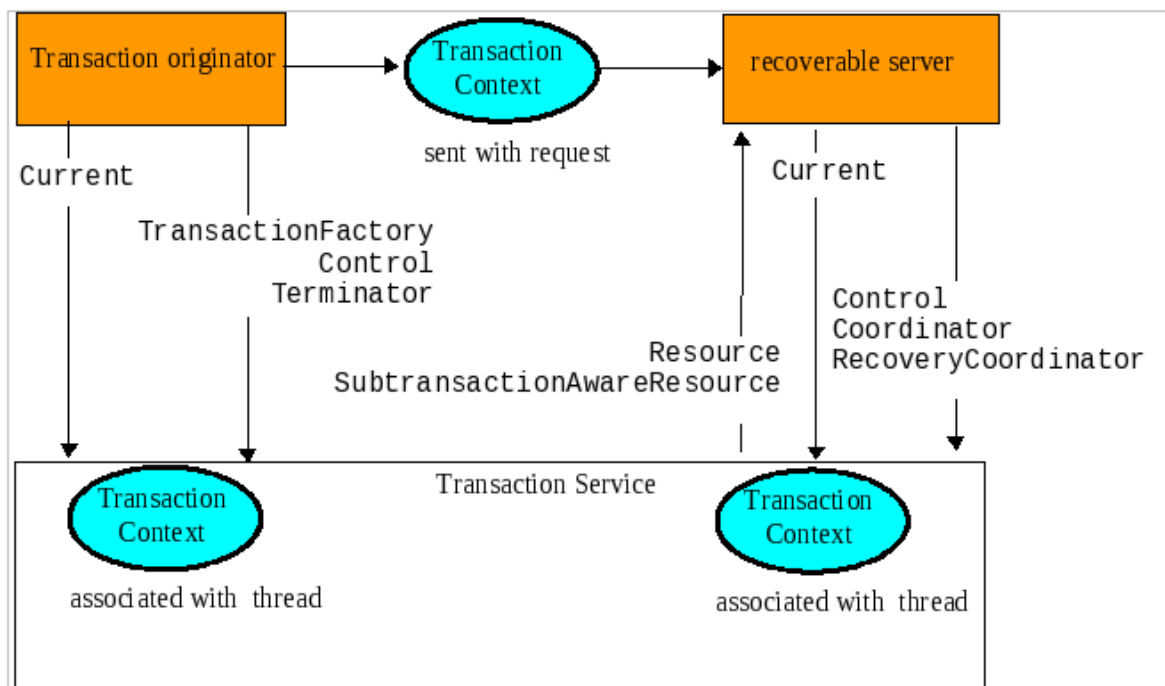 Transaction originator
Transaction
Context
recoverable server
sent with request
Current
Current
TransactionFactory
Control
Terminator
Control
Coordinator
RecoveryCoordinator
Resource
SubtransactionAwareResource
Transaction Service
Transaction
Context
Transaction
Context
associated with  thread
associated with  thread